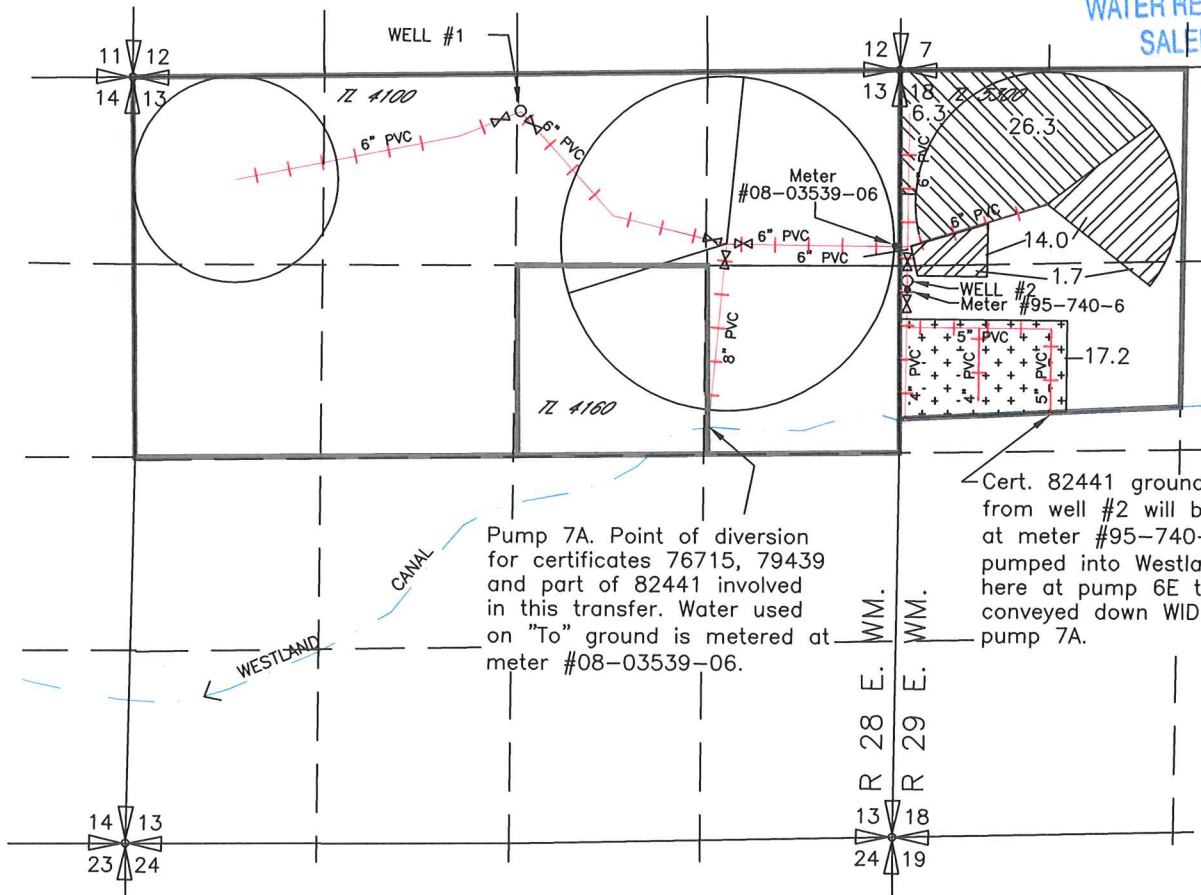 WATER RE
SALE
11 12
14 13
WELL #1
12 7
13 18
TL 4100
6.3
26.3
6" PVC
6" PVC
6" PVC
Meter
#08-03539-06
6" PVC
6" PVC
6" PVC
14.0
1.7
WELL #2
Meter #95-740-6
8" PVC
5" PVC
4" PVC
4" PVC
5" PVC
17.2
TL 4160
CANAL
WESTLAND
Pump 7A. Point of diversion
for certificates 76715, 79439
and part of 82441 involved
in this transfer. Water used
on "To" ground is metered at
meter #08-03539-06.
Cert. 82441 ground
from well #2 will b
at meter #95-740-
pumped into Westla
here at pump 6E t
conveyed down WID
pump 7A.
R 28 E. WM.
R 29 E. WM.
14 13
23 24
13 18
24 19